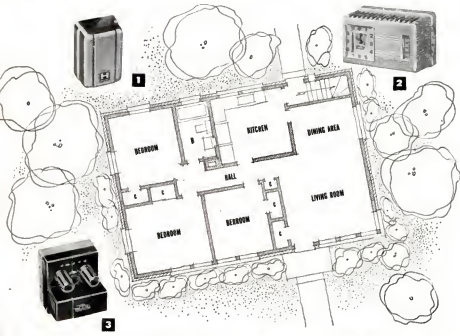 1
2
BEDROOM
B
KITCHEN
DINING AREA
HALL
C
C
C
C
C
BEDROOM
BEDROOM
LIVING ROOM
3